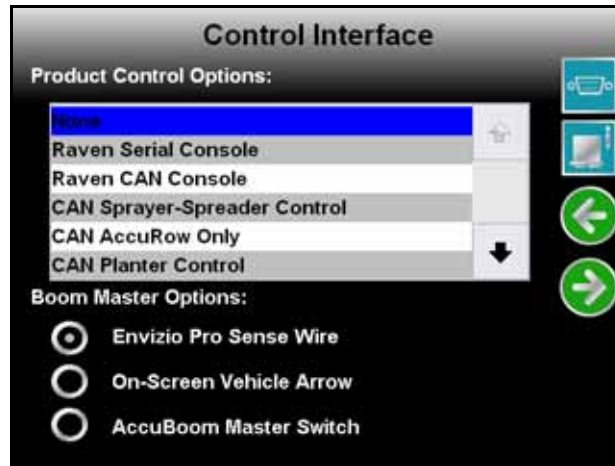 Control Interface
Product Control Options:
None
Raven Serial Console
Raven CAN Console
CAN Sprayer-Spreader Control
CAN AccuRow Only
CAN Planter Control
Boom Master Options:
Envizio Pro Sense Wire
On-Screen Vehicle Arrow
AccuBoom Master Switch